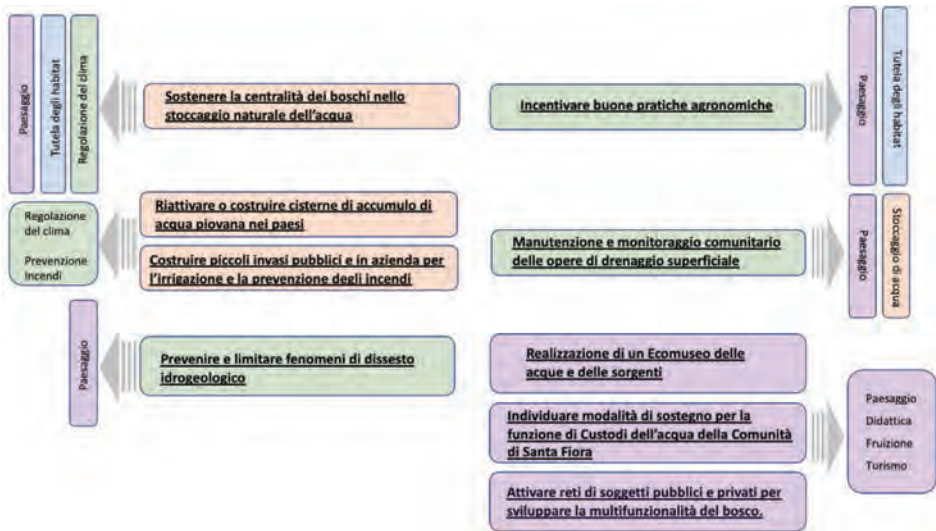 Paesaggio
Tutela degli habitat
Regolazione del clima
Sostenere la centralità dei boschi nello
stoccaggio naturale dell'acqua
Incentivare buone pratiche agronomiche
Paesaggio
Tutela degli habitat
Regolazione
del clima
Prevenzione
Incendi
Riattivare o costruire cisterne di accumulo di
acqua piovana nei paesi
Costruire piccoli invasi pubblici e in azienda per
l'irrigazione e la prevenzione degli incendi
Manutenzione e monitoraggio comunitario
delle opere di drenaggio superficiale
Paesaggio
Stoccaggio di acqua
Paesaggio
Prevenire e limitare fenomeni di dissesto
idrogeologico
Realizzazione di un Ecomuseo delle
acque e delle sorgenti
Individuare modalità di sostegno per la
funzione di Custodi dell'acqua della Comunità
di Santa Fiora
Attivare reti di soggetti pubblici e privati per
sviluppare la multifunzionalità del bosco.
Paesaggio
Didattica
Fruizione
Turismo